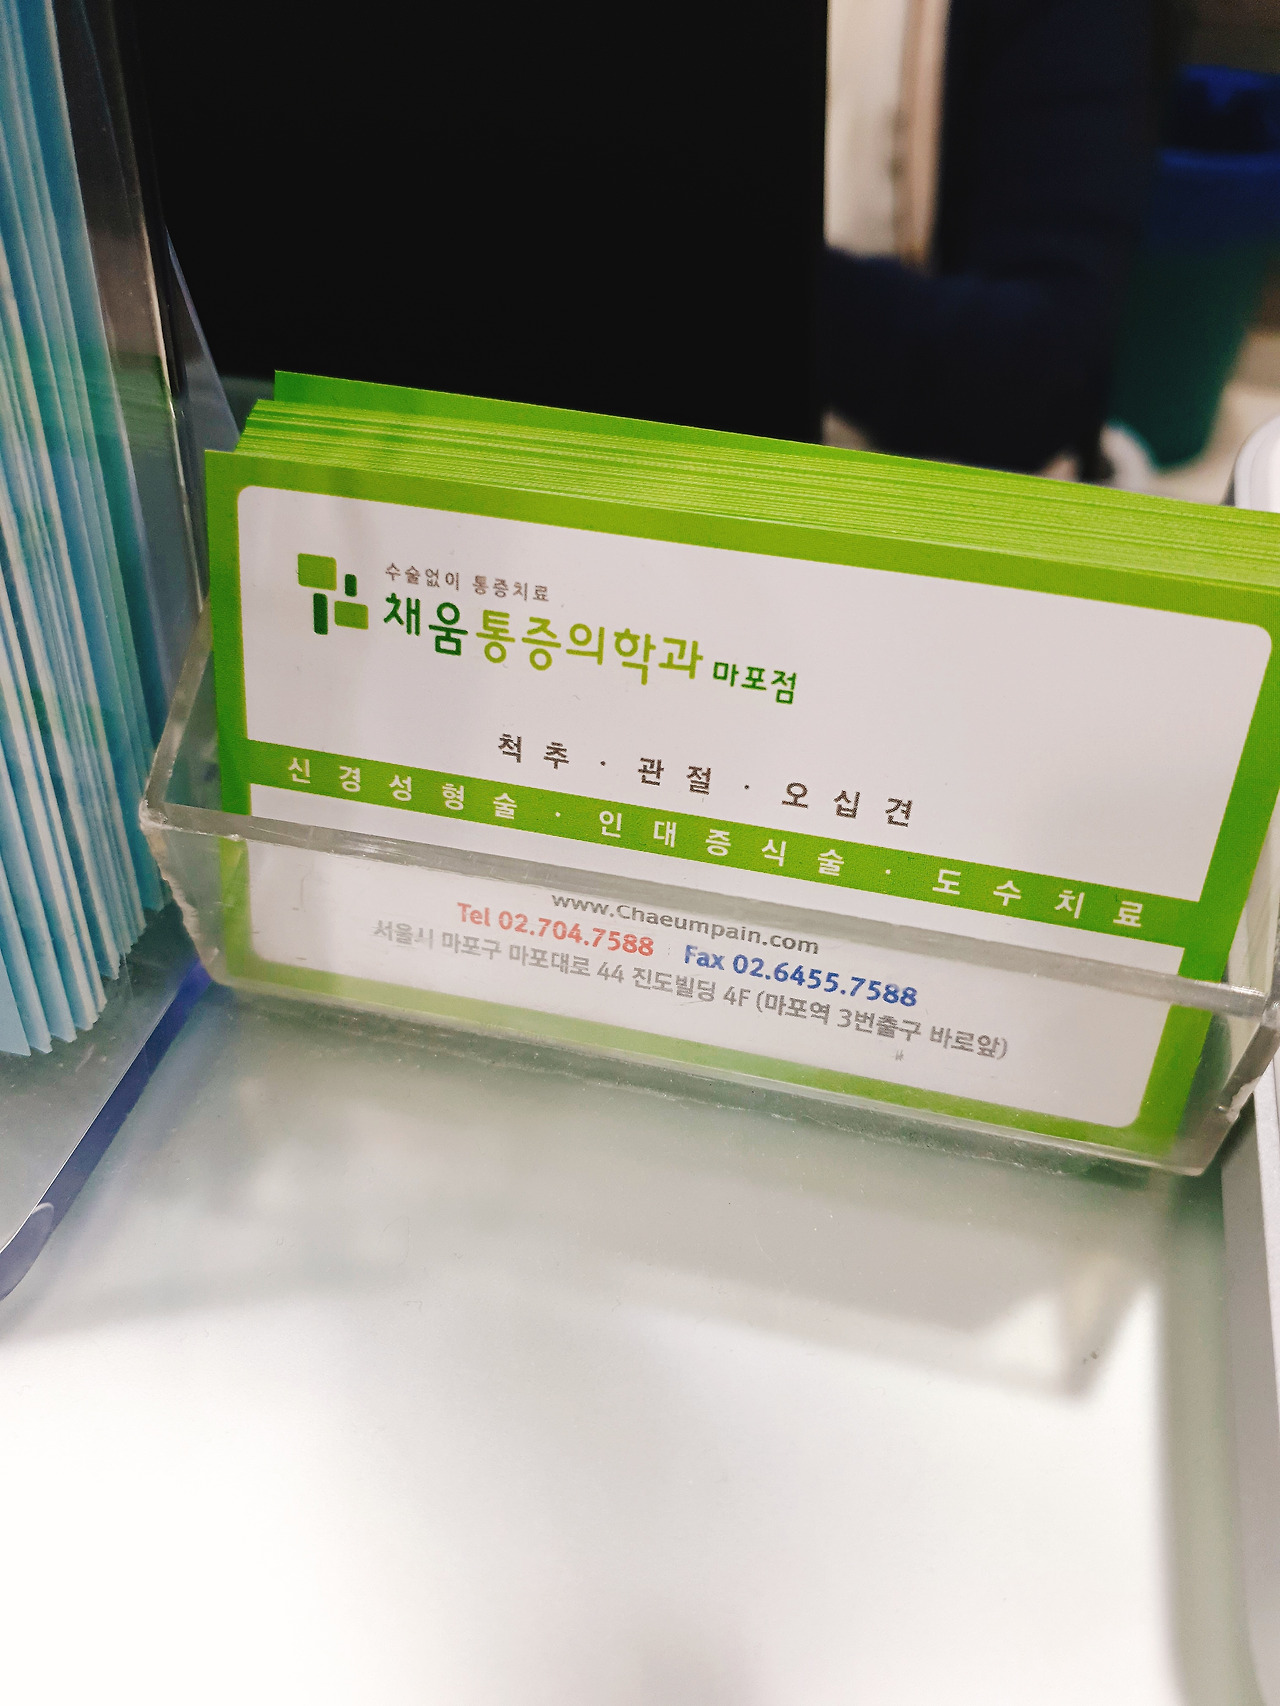 수술없이 통증치료
채움통증의학과 마포점
척추 · 관절 · 오십견
신경성형술 · 인대증식술 · 도수치료
www.Chaeumpain.com
Tel 02.704.7588 Fax 02.6455.7588
서울시 마포구 마포대로 44 진도빌딩 4F (마포역 3번출구 바로앞)